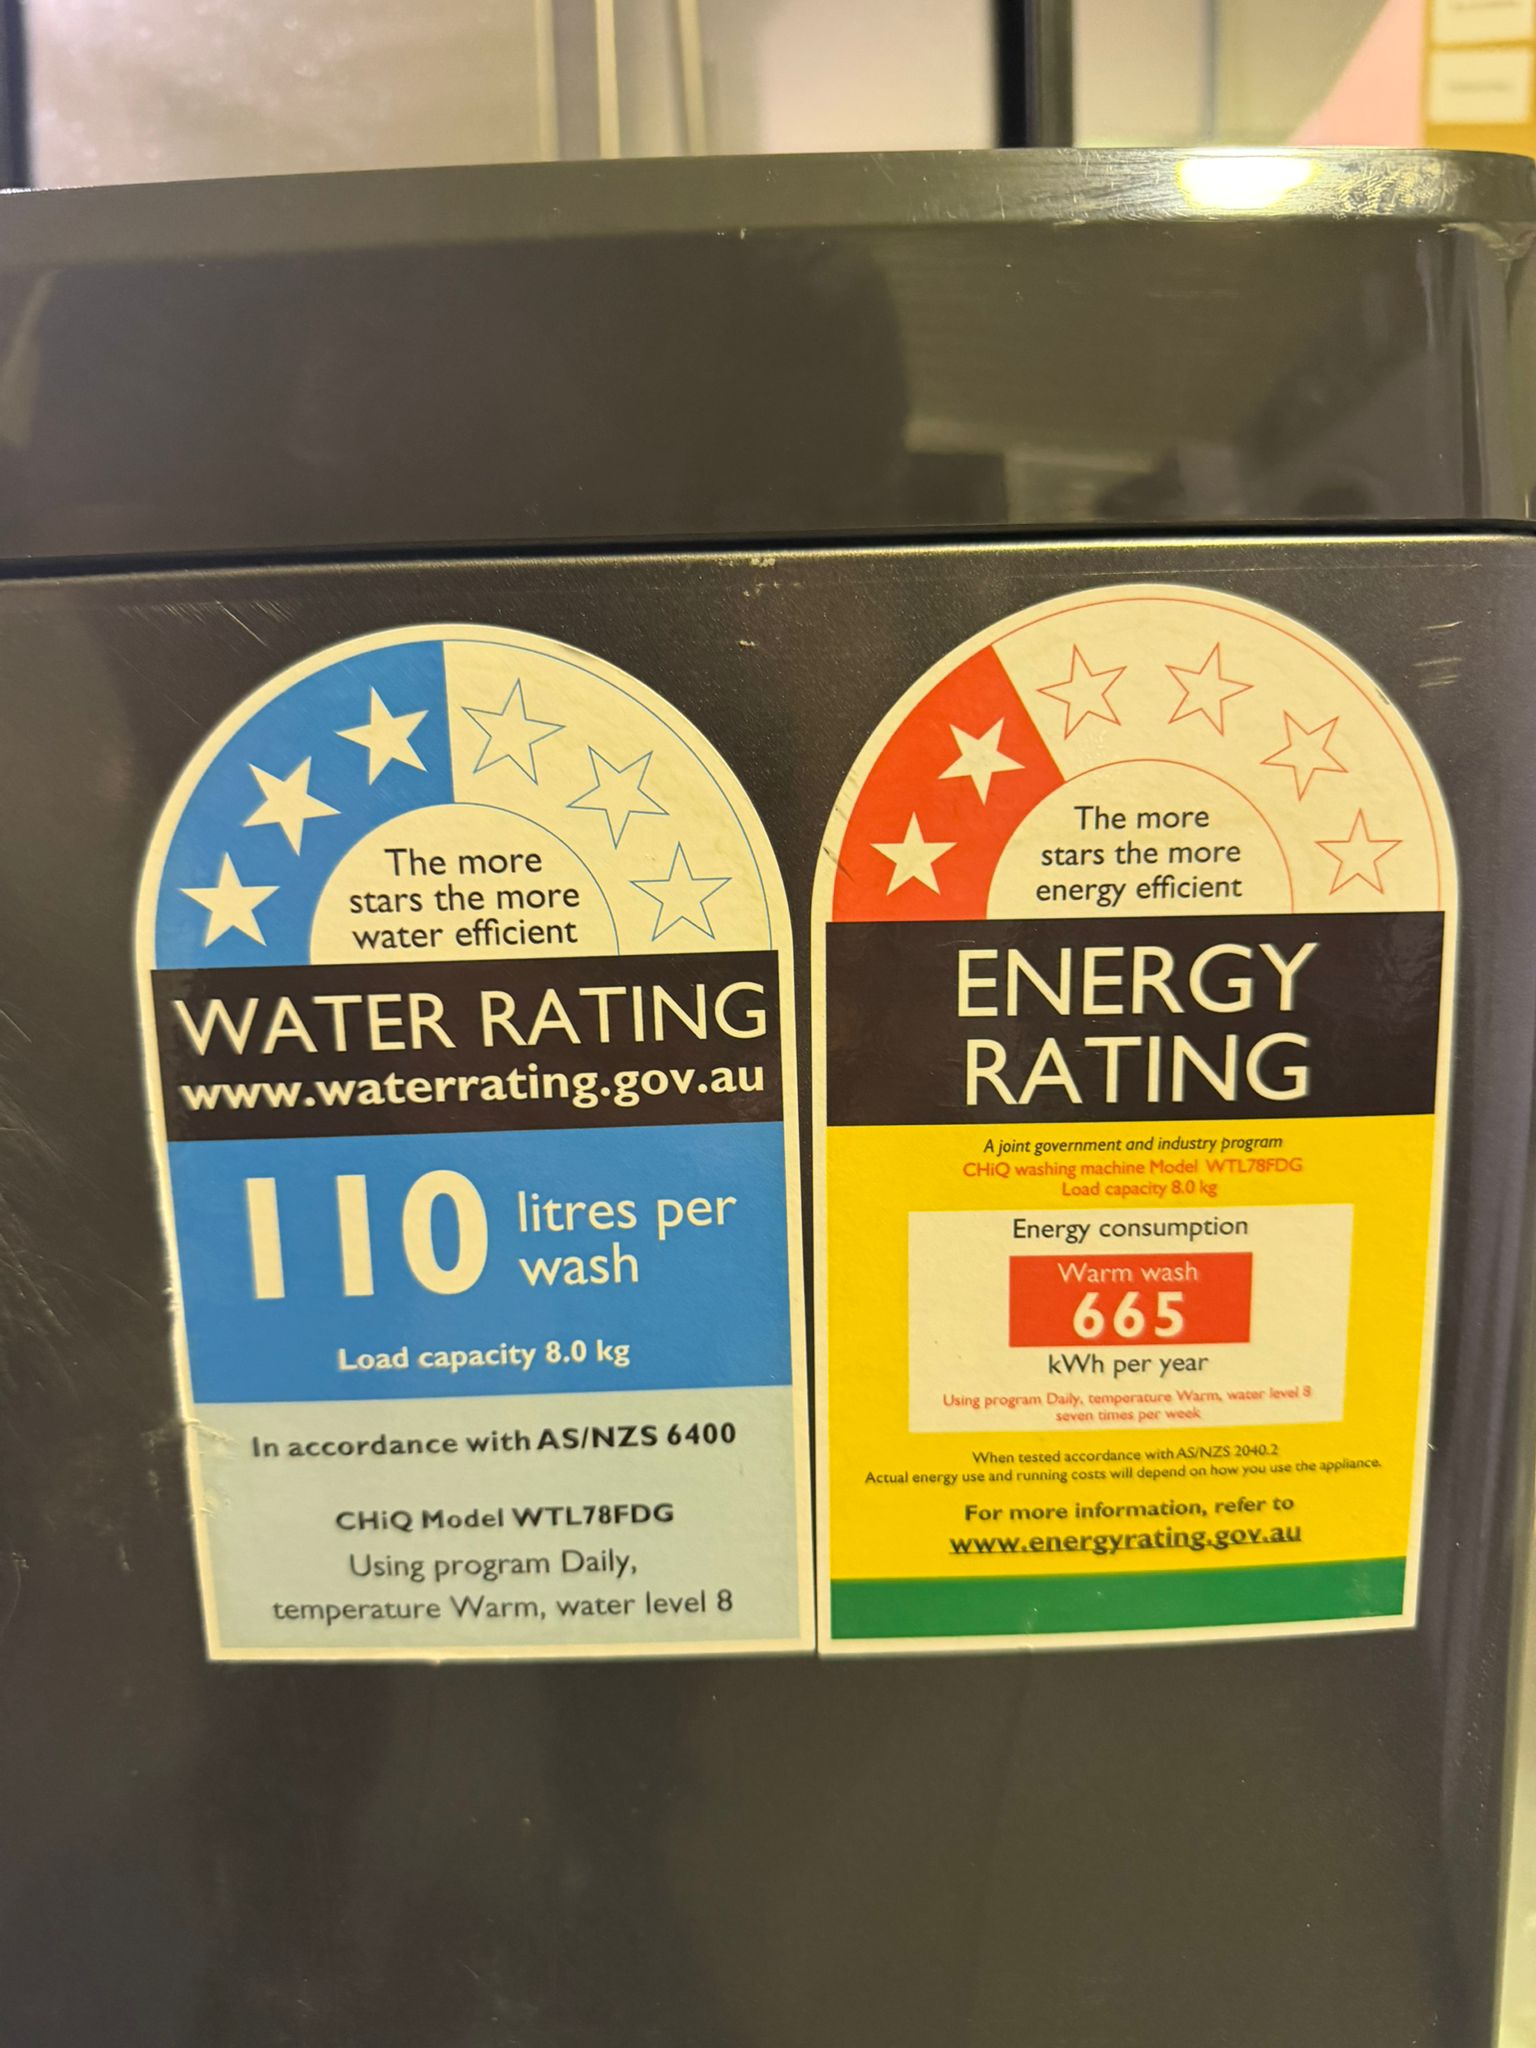 The more
stars the more
water efficient
WATER RATING
www.waterrating.gov.au
110 litres per
wash
Load capacity 8.0 kg
In accordance with AS/NZS 6400
CHiQ Model WTL78FDG
Using program Daily,
temperature Warm, water level 8
The more
stars the more
energy efficient
ENERGY
RATING
A joint government and industry program
CHiQ washing machine Model WTL78FDG
Load capacity 8.0 kg
Energy consumption
Warm wash
665
kWh per year
Using program Daily, temperature Warm, water level 8
seven times per week
When tested accordance with AS/NZS 2040.2
Actual energy use and running costs will depend on how you use the appliance.
For more information, refer to
www.energyrating.gov.au